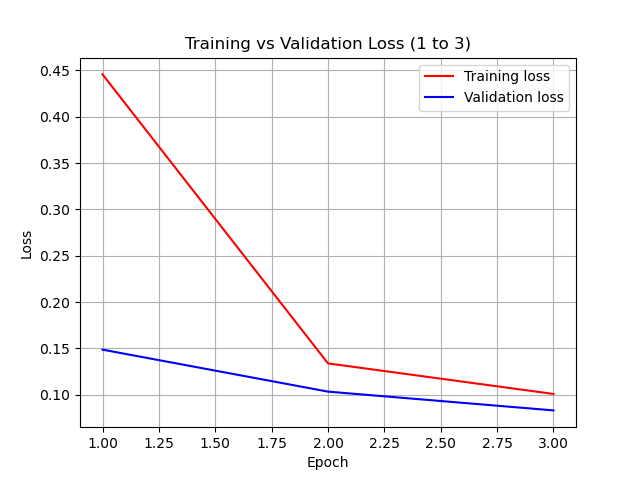 Training vs Validation Loss (1 to 3)
Training loss
Validation loss
Loss
0.45
0.40
0.35
0.30
0.25
0.20
0.15
0.10
1.00 1.25 1.50 1.75 2.00 2.25 2.50 2.75 3.00
Epoch